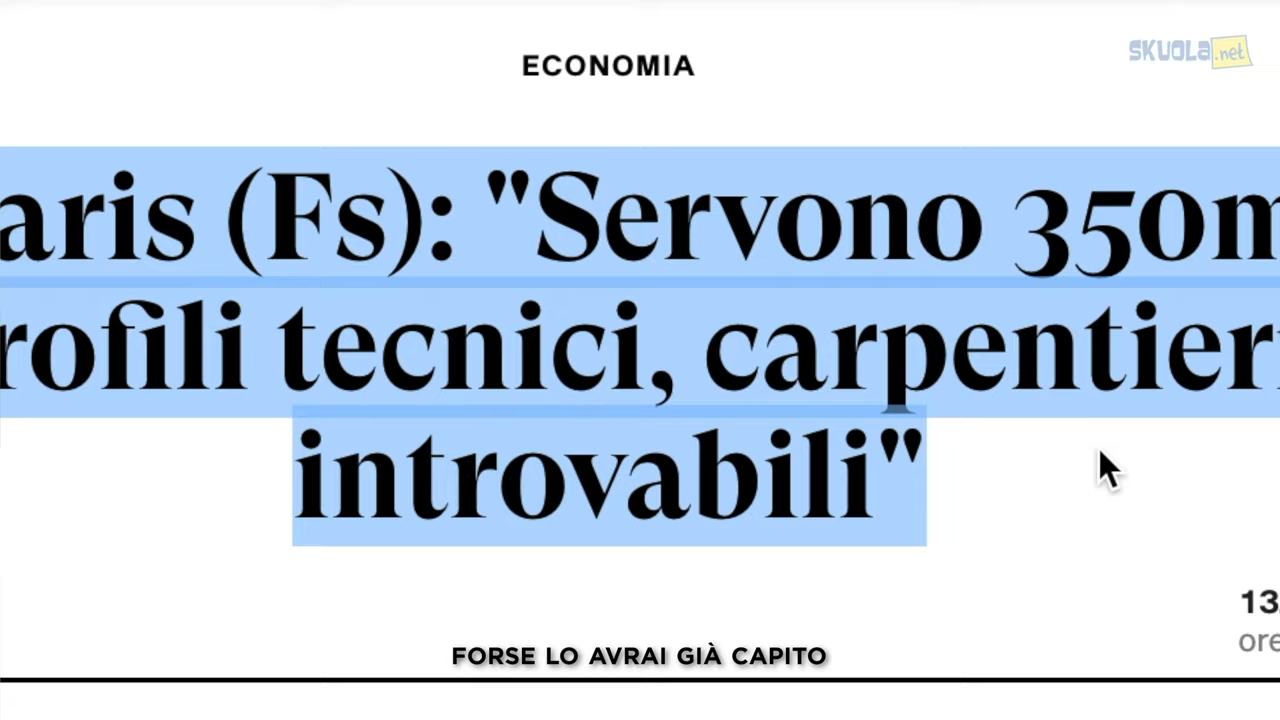 ECONOMIA
SKUOLA.net
aris (Fs): "Servono 350m
rofili tecnici, carpentier
introvabili"
13
ore
FORSE LO AVRAI GIÀ CAPITO